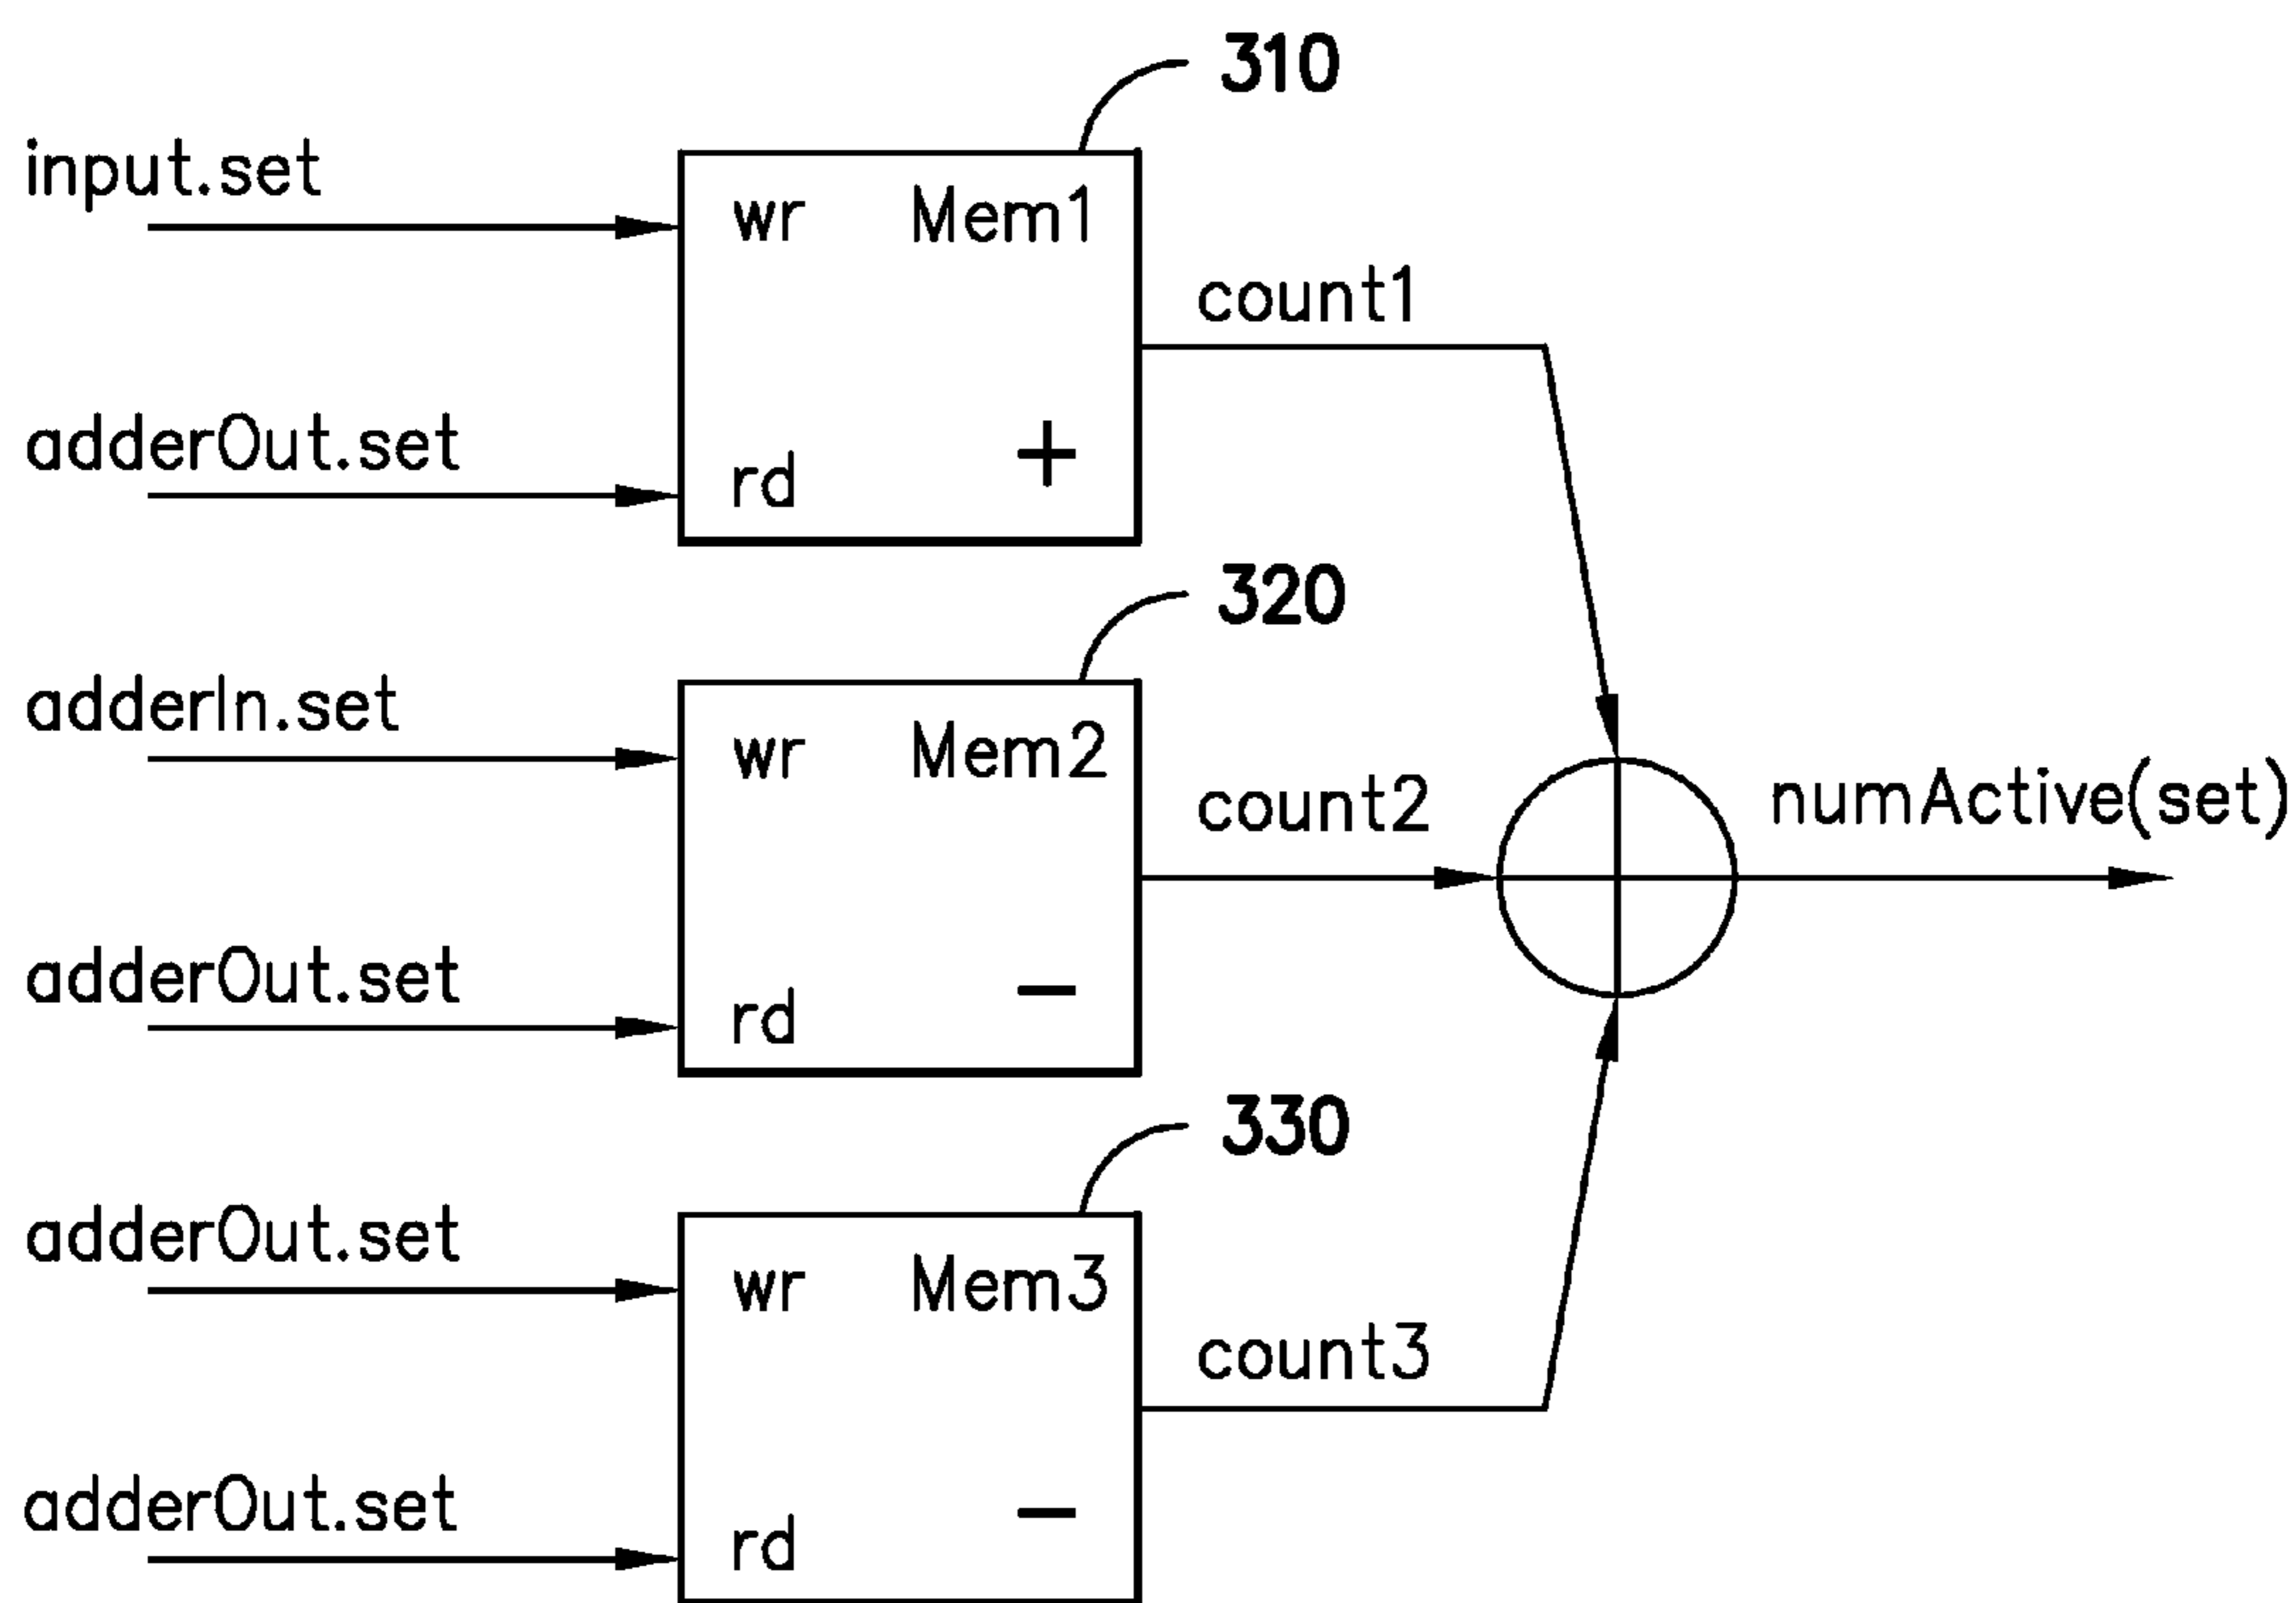 310
input.set
wr Mem1
count1
adderOut.set
rd +
320
adderIn.set
wr Mem2
count2
numActive(set)
adderOut.set
rd −
330
adderOut.set
wr Mem3
count3
adderOut.set
rd −